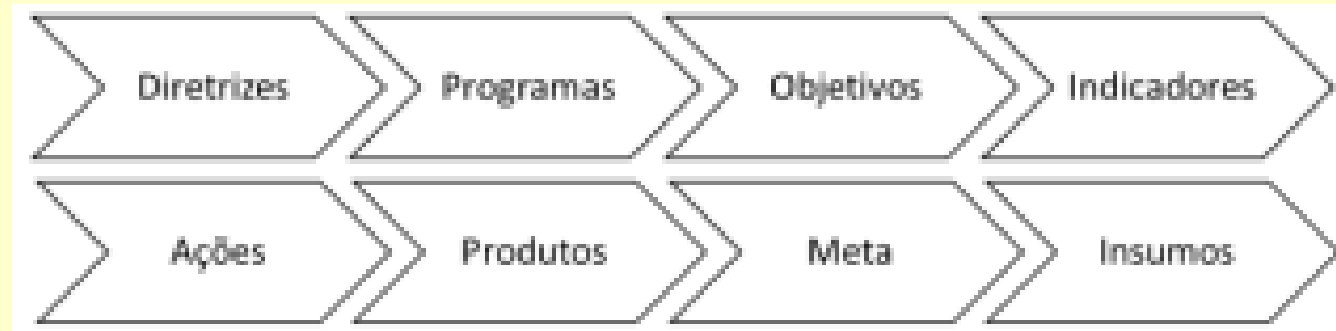 Diretrizes Programas Objetivos Indicadores
Ações Produtos Meta Insumos